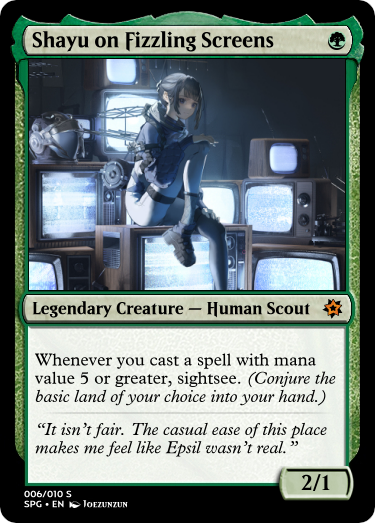 Shayu on Fizzling Screens
Legendary Creature — Human Scout
Whenever you cast a spell with mana
value 5 or greater, sightsee. (Conjure the
basic land of your choice into your hand.)
“It isn’t fair. The casual ease of this place
makes me feel like Epsil wasn’t real.”
2/1
006/010 S
SPG • EN Joezunzun